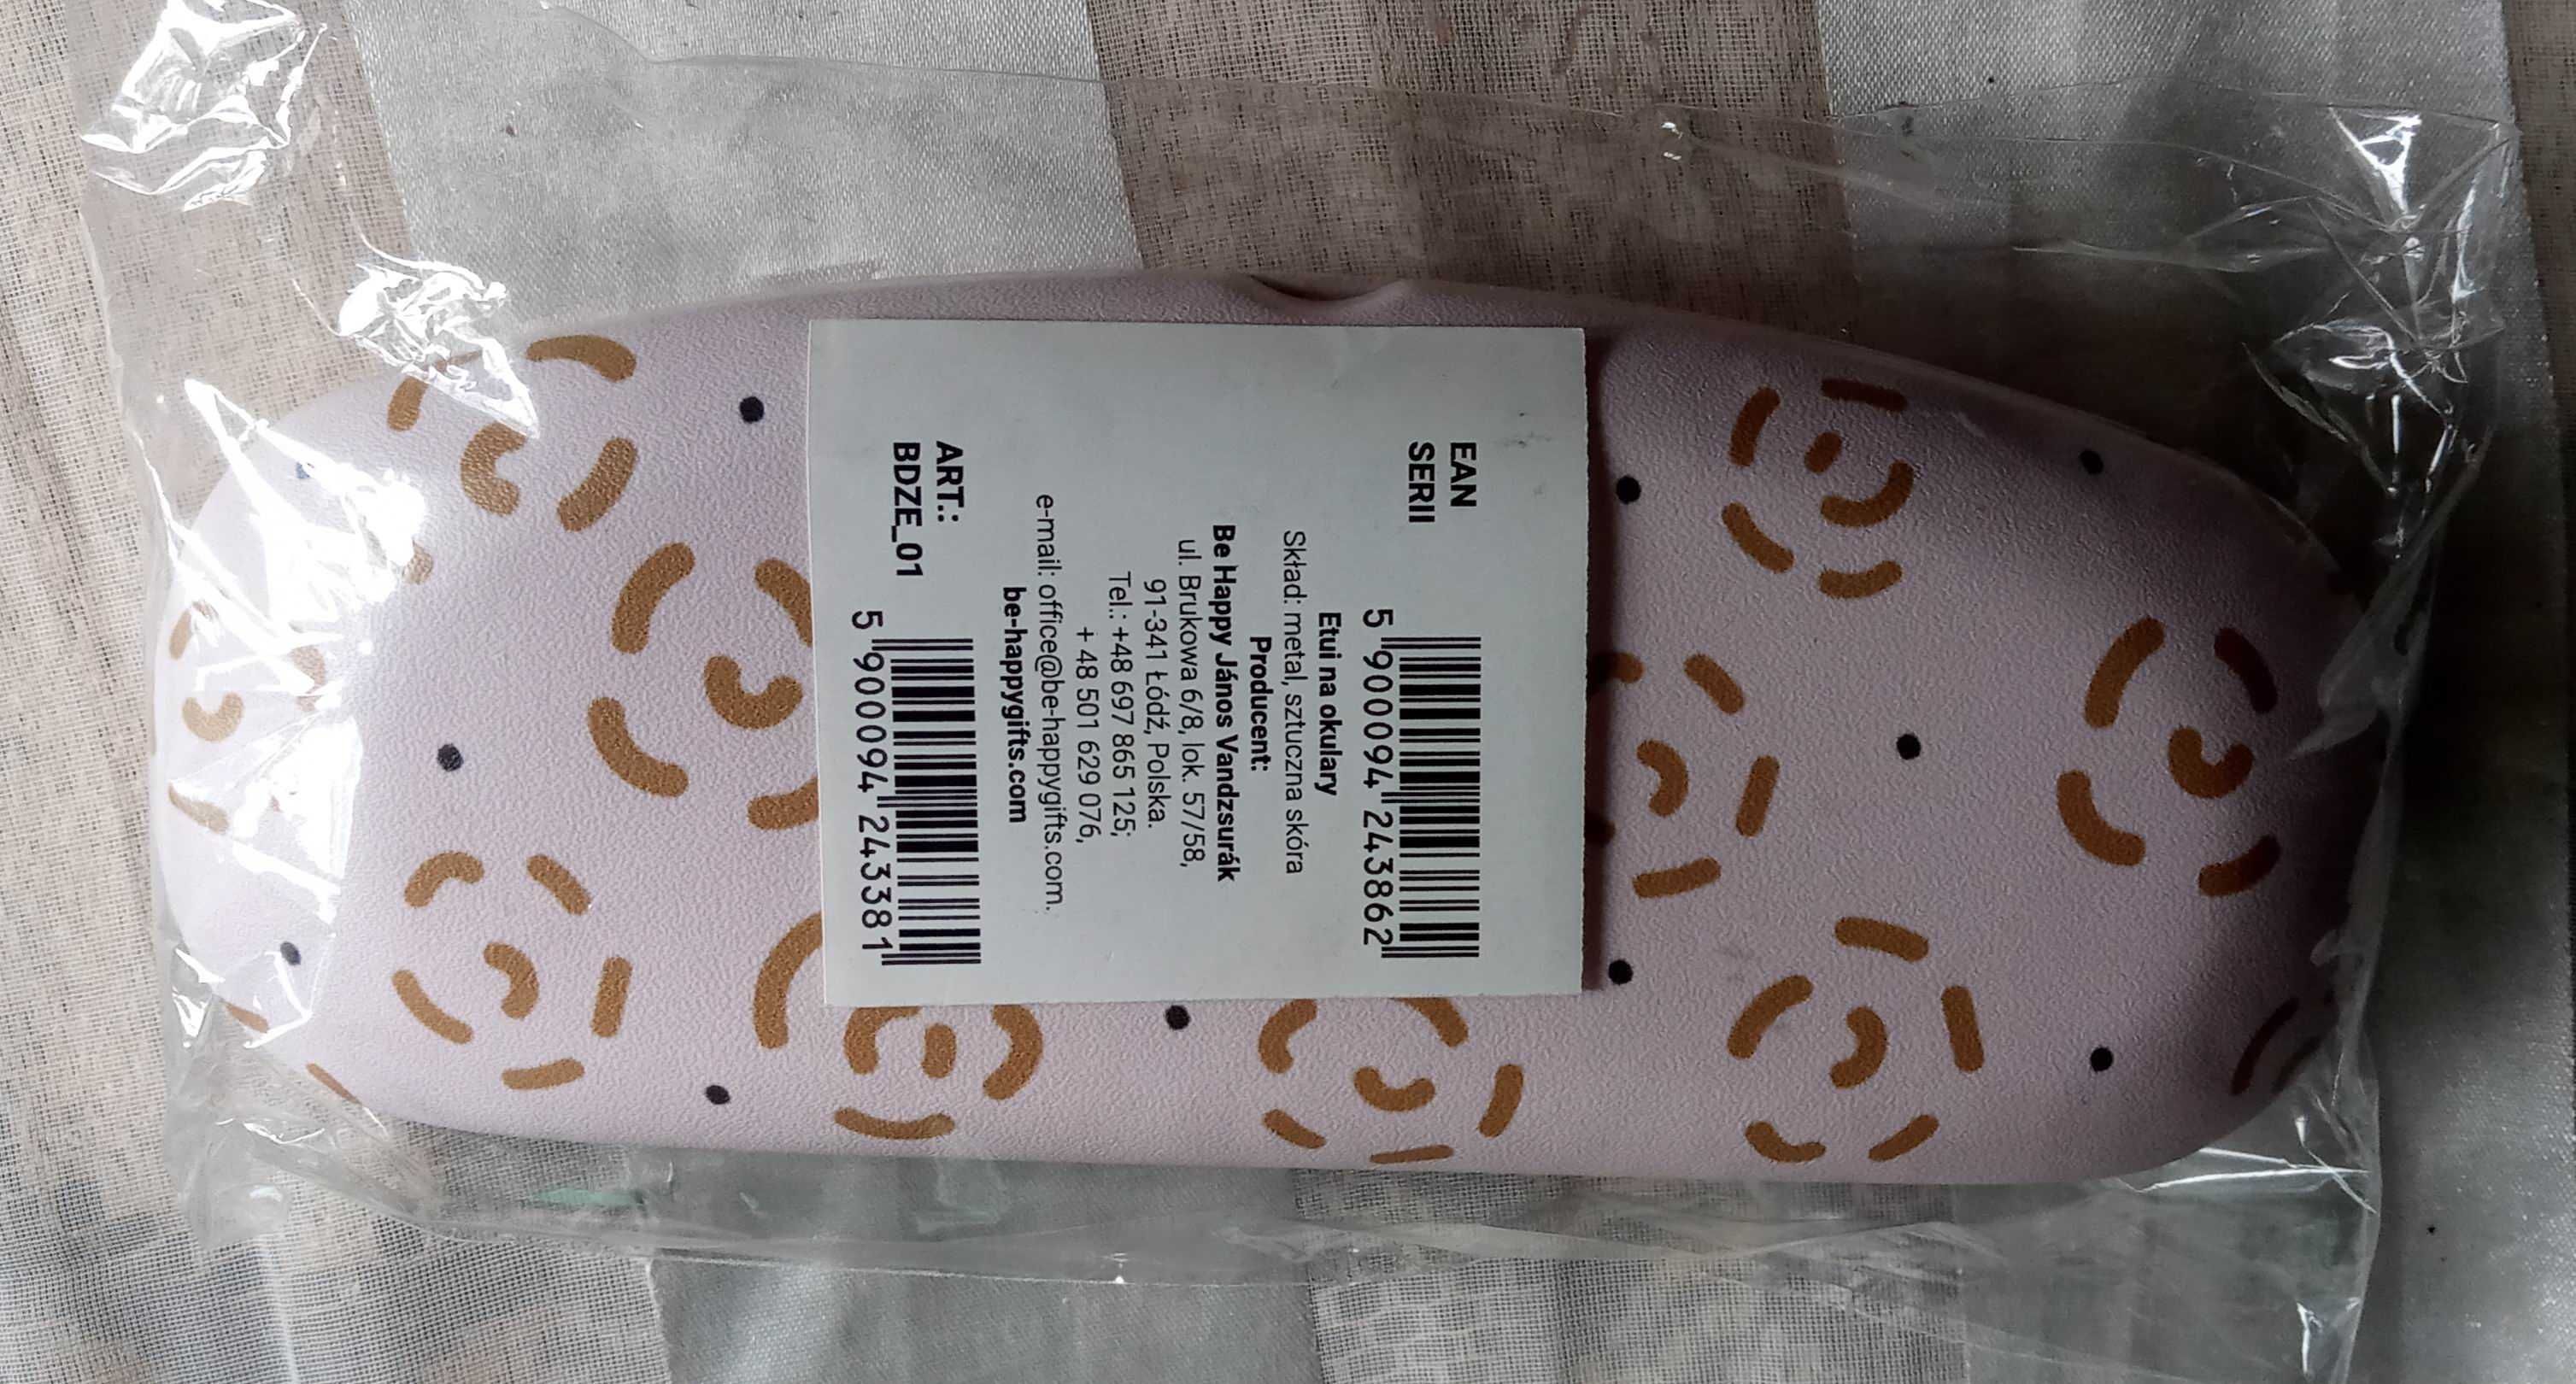 EAN
SERII
5 900094 243862
Etui na okulary
Skład: metal, sztuczna skóra
Producent:
Be Happy János Vandzsurák
ul. Brukowa 6/8, lok. 57/58,
91-341 Łódź, Polska.
Tel.: +48 697 865 125;
+ 48 501 629 076,
e-mail: office@be-happygifts.com.
be-happygifts.com
ART.:
BDZE_01
5 900094 243381